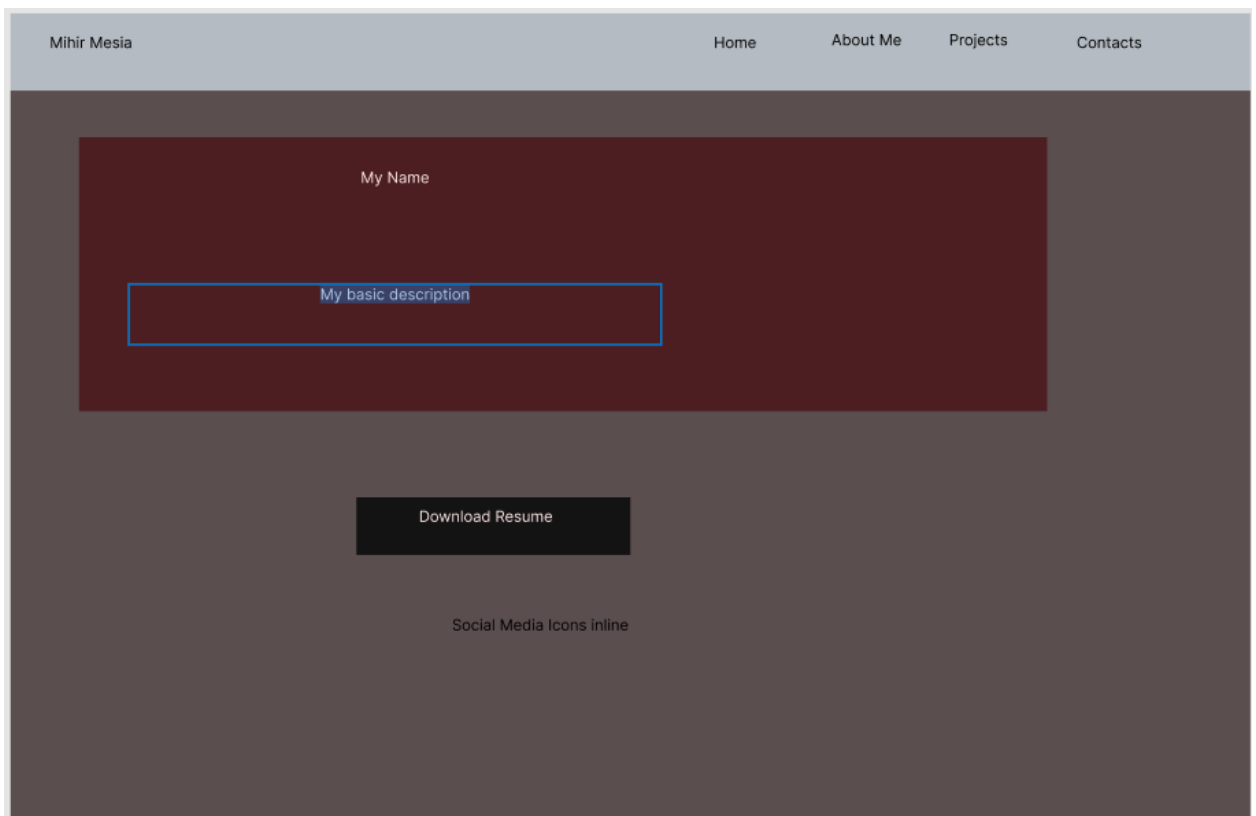 Mihir Mesia
Home
About Me
Projects
Contacts
My Name
My basic description
Download Resume
Social Media Icons inline